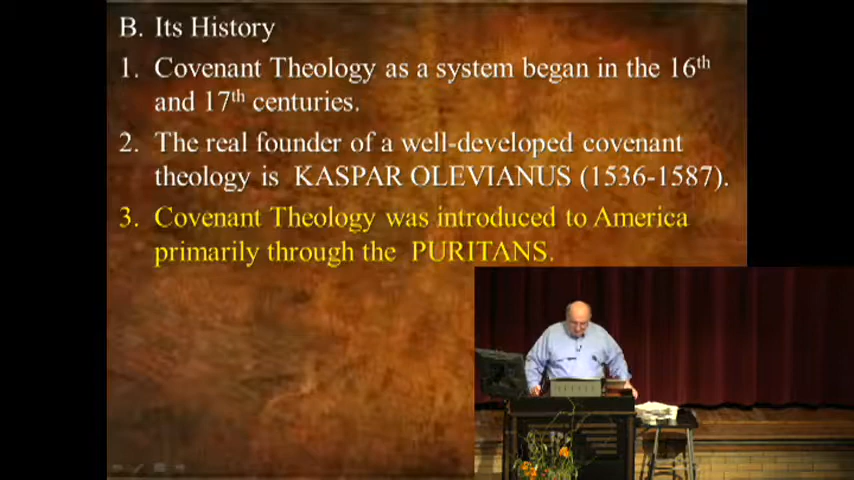 B. Its History
1. Covenant Theology as a system began in the 16th
and 17th centuries.
2. The real founder of a well-developed covenant
theology is KASPAR OLEVIANUS (1536-1587).
3. Covenant Theology was introduced to America
primarily through the PURITANS.